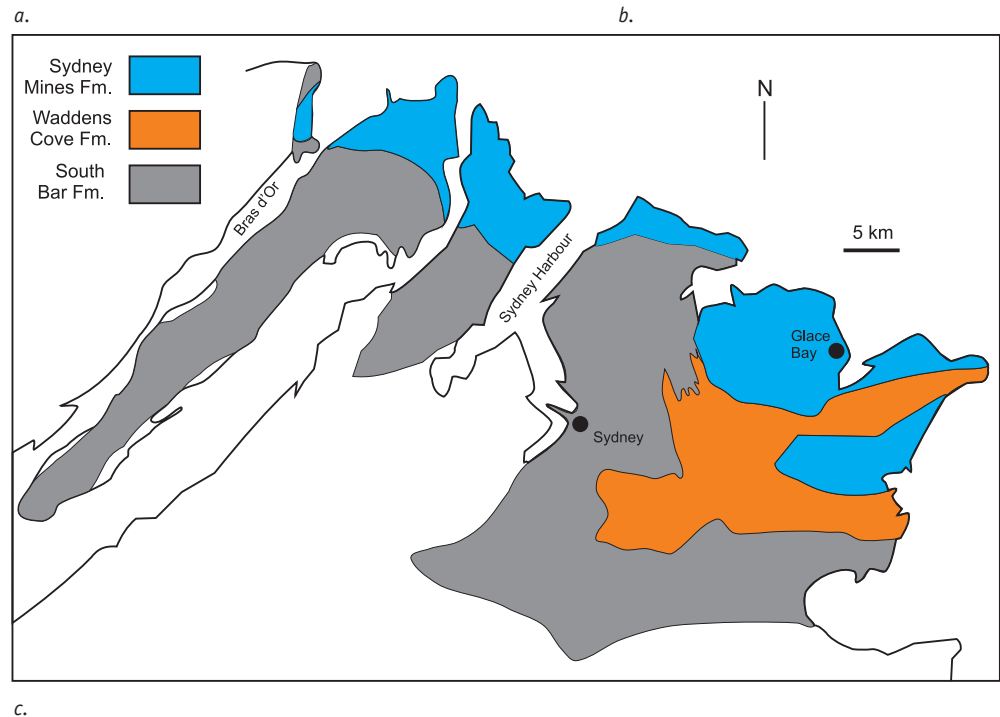 a.
b.
Sydney
Mines Fm.
Waddens
Cove Fm.
South
Bar Fm.
N
Bras d'Or
5 km
Sydney Harbour
Glace
Bay
Sydney
c.